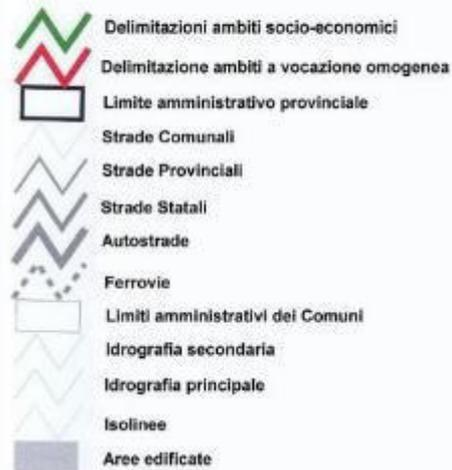 Delimitazioni ambiti socio-economici
Delimitazione ambiti a vocazione omogenea
Limite amministrativo provinciale
Strade Comunali
Strade Provinciali
Strade Statali
Autostrade
Ferrovie
Limiti amministrativi dei Comuni
Idrografia secondaria
Idrografia principale
Isolinee
Aree edificate